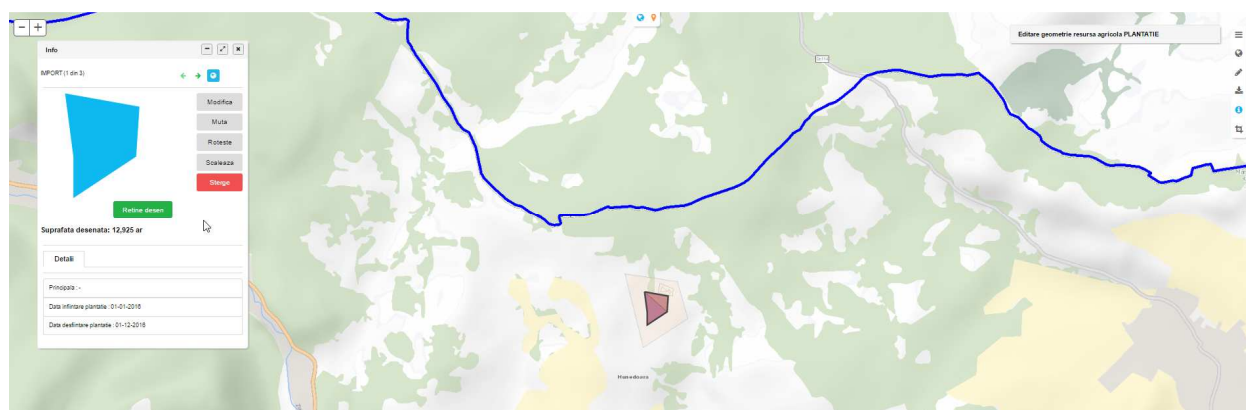 Editare geometrie resursa agricola PLANTATIE
Info
IMPORT (1 din 3)
Modifica
Muta
Roteste
Scaleaza
Sterge
Retine desen
Suprafata desenata: 12,925 ar
Detalii
Principala : -
Data infiintare plantatie : 01-01-2016
Data desfiintare plantatie : 01-12-2016